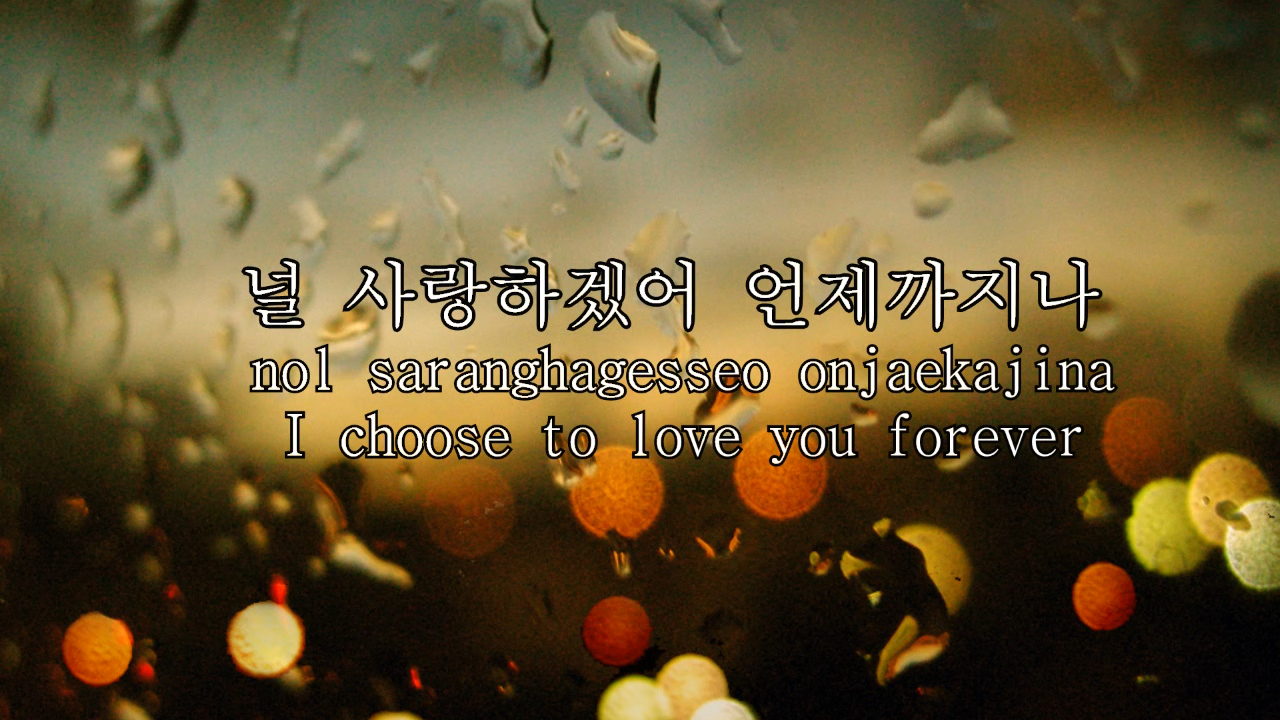 널 사랑하겠어 언제까지나
nol saranghagesseo onjaekajina
I choose to love you forever